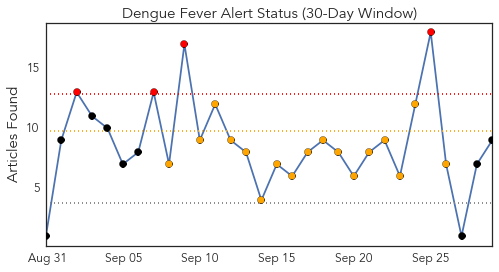 Dengue Fever Alert Status (30-Day Window)
Articles Found
15
10
5
Aug 31 Sep 05 Sep 10 Sep 15 Sep 20 Sep 25